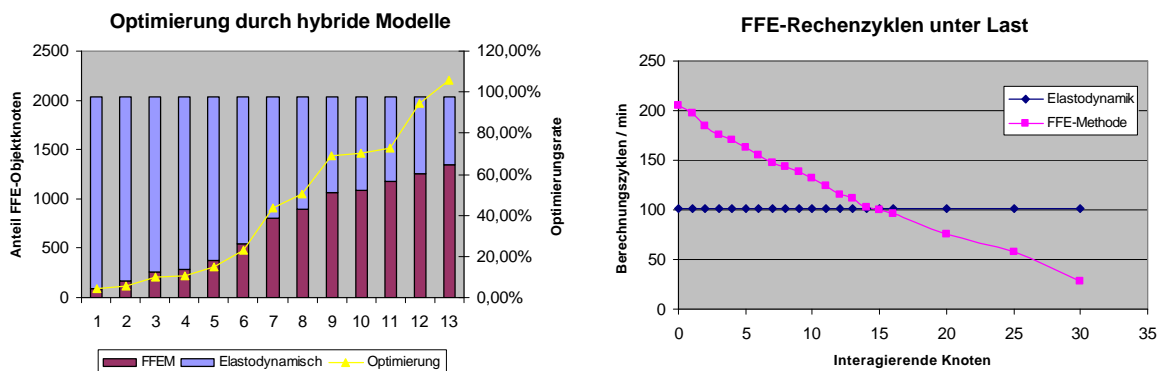 Optimierung durch hybride Modelle
2500
2000
1500
1000
500
0
Anteil FFE-Objektknoten
120,00%
100,00%
80,00%
60,00%
40,00%
20,00%
0,00%
Optimierungsrate
1 2 3 4 5 6 7 8 9 10 11 12 13
FFEM Elastodynamisch Optimierung
FFE-Rechenzyklen unter Last
250
200
150
100
50
0
Berechnungszyklen / min
Elastodynamik
FFE-Methode
0 5 10 15 20 25 30 35
Interagierende Knoten